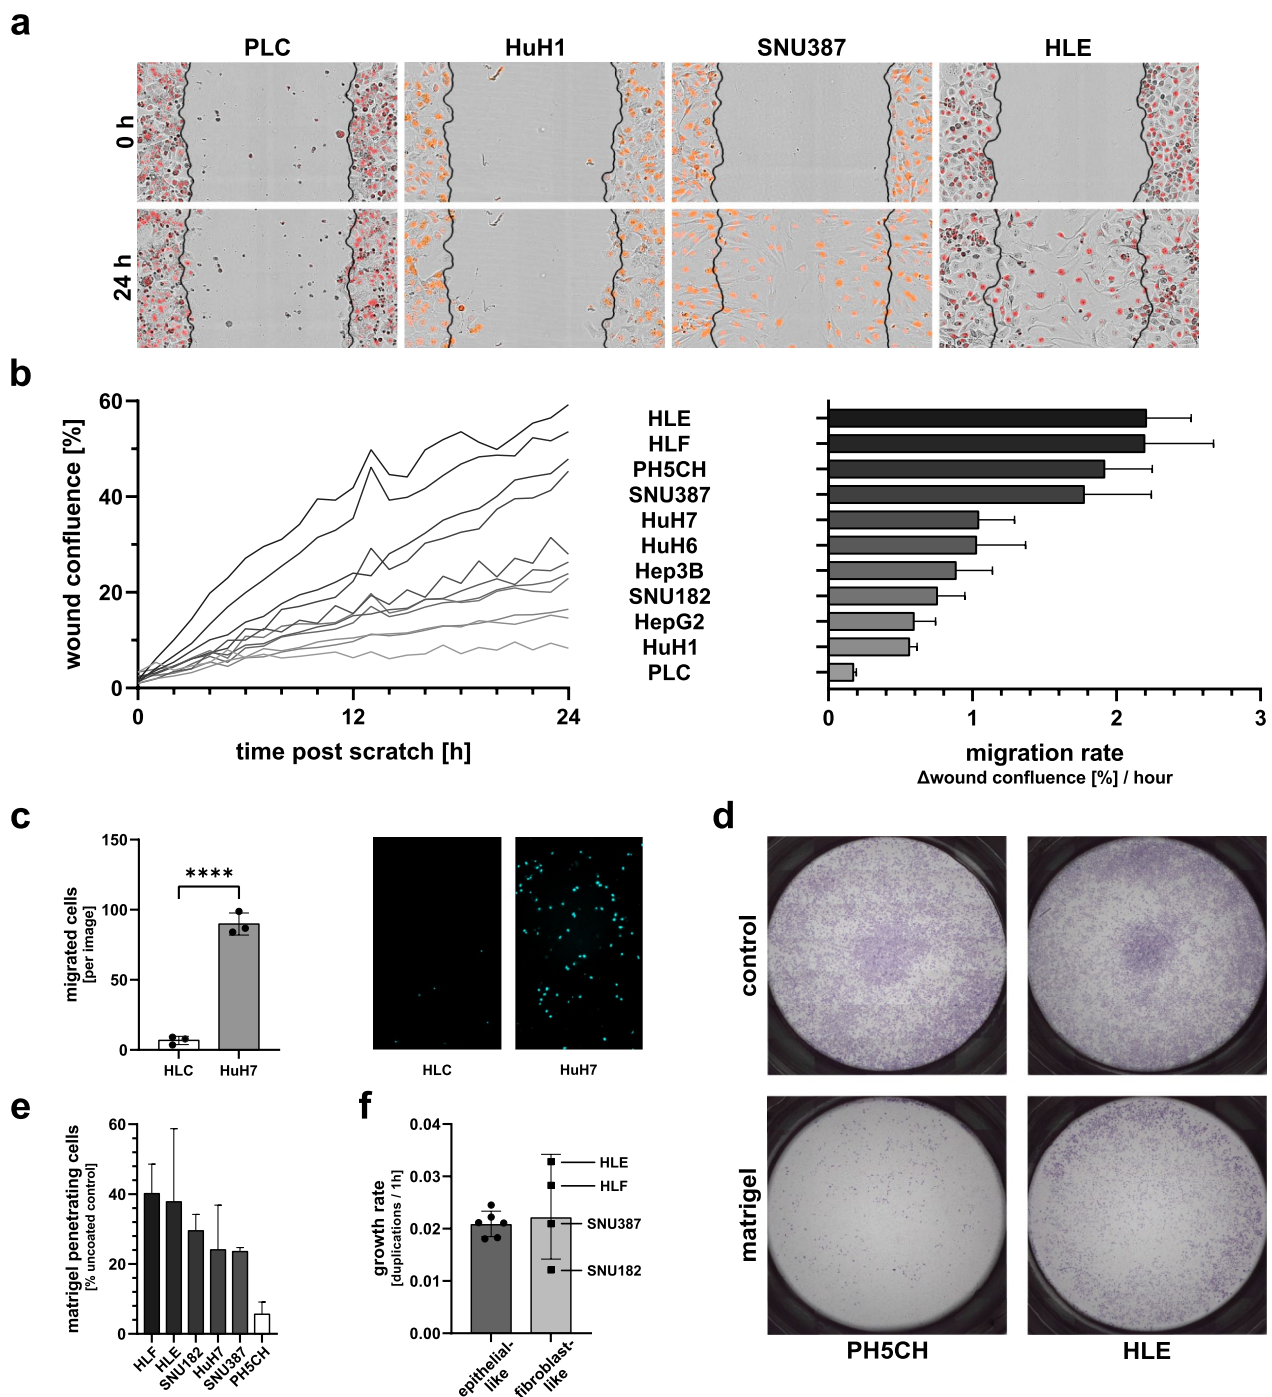 a
PLC
HuH1
SNU387
HLE
0 h
24 h
b
wound confluence [%]
60
40
20
0
0
12
24
time post scratch [h]
HLE
HLF
PH5CH
SNU387
HuH7
HuH6
Hep3B
SNU182
HepG2
HuH1
PLC
0
1
2
3
migration rate
Δwound confluence [%] / hour
c
migrated cells
[per image]
150
100
50
0
****
HLC
HuH7
HLC
HuH7
d
control
matrigel
PH5CH
HLE
e
matrigel penetrating cells
[% uncoated control]
60
40
20
0
HLF
HLE
SNU182
HuH7
SNU387
PH5CH
f
growth rate
[duplications / 1h]
0.04
0.03
0.02
0.01
0.00
HLE
HLF
SNU387
SNU182
epithelial-
like
fibroblast-
like